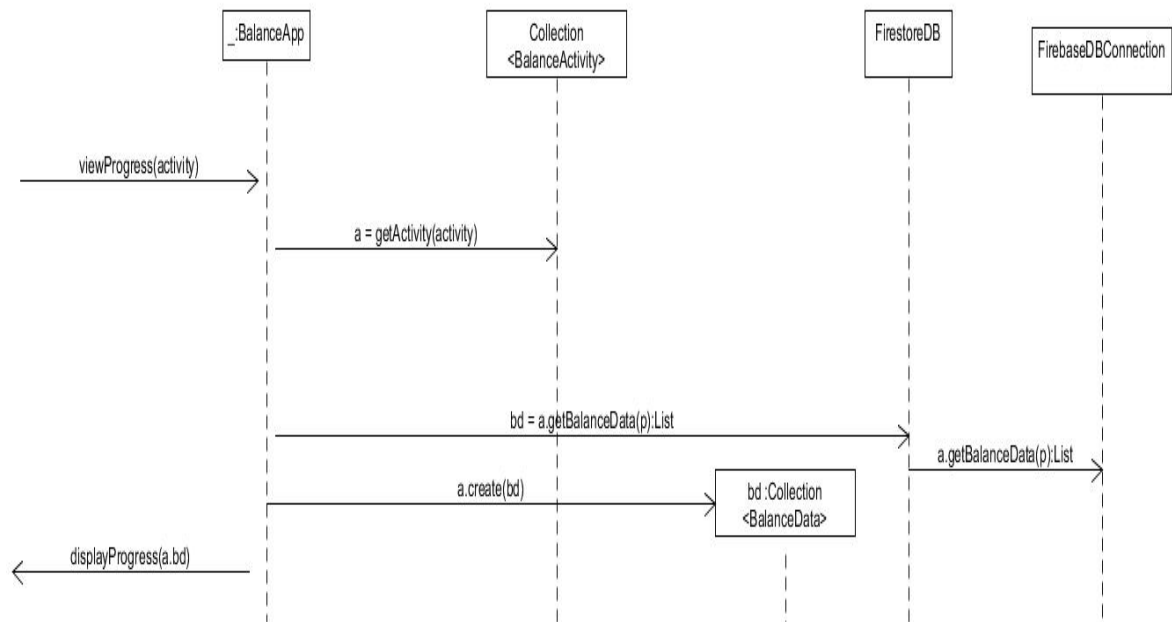 _:BalanceApp
Collection
<BalanceActivity>
FirestoreDB
FirebaseDBConnection
viewProgress(activity)
a = getActivity(activity)
bd = a.getBalanceData(p):List
a.getBalanceData(p):List
a.create(bd)
bd :Collection
<BalanceData>
displayProgress(a.bd)